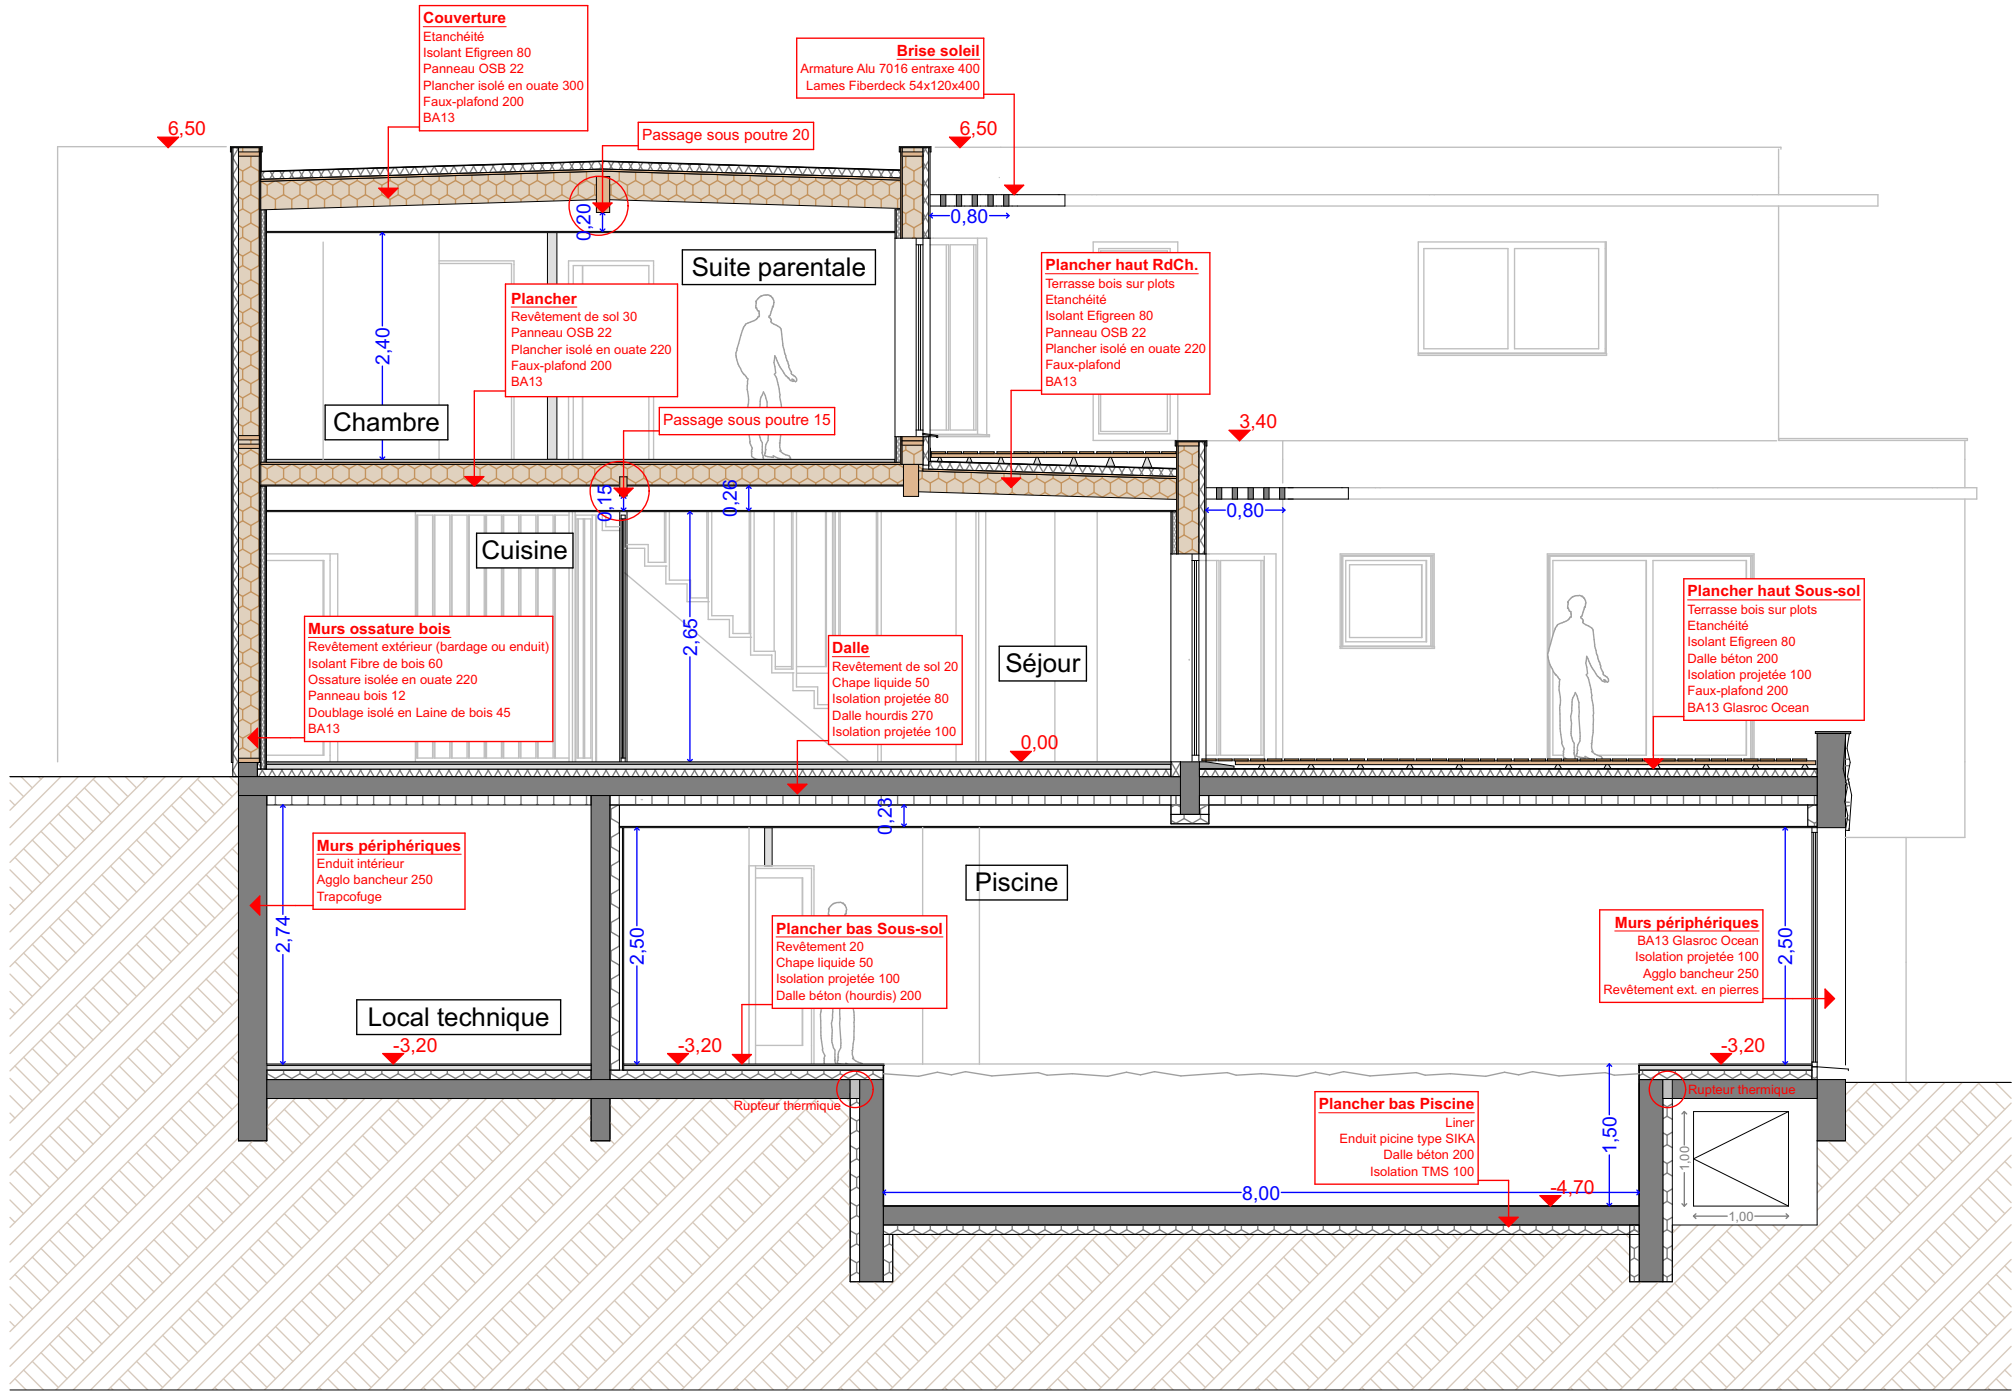 Couverture
Etanchéité
Isolant Efigreen 80
Panneau OSB 22
Plancher isolé en ouate 300
Faux-plafond 200
BA13
Brise soleil
Armature Alu 7016 entraxe 400
Lames Fiberdeck 54x120x400
6,50
Passage sous poutre 20
6,50
0,20
0,80
Suite parentale
Plancher haut RdCh.
Terrasse bois sur plots
Etanchéité
Isolant Efigreen 80
Panneau OSB 22
Plancher isolé en ouate 220
Faux-plafond
BA13
Plancher
Revêtement de sol 30
Panneau OSB 22
Plancher isolé en ouate 220
Faux-plafond 200
BA13
2,40
Chambre
Passage sous poutre 15
3,40
0,15
0,26
0,80
Cuisine
Murs ossature bois
Revêtement extérieur (bardage ou enduit)
Isolant Fibre de bois 60
Ossature isolée en ouate 220
Panneau bois 12
Doublage isolé en Laine de bois 45
BA13
2,65
Dalle
Revêtement de sol 20
Chape liquide 50
Isolation projetée 80
Dalle hourdis 270
Isolation projetée 100
Séjour
Plancher haut Sous-sol
Terrasse bois sur plots
Etanchéité
Isolant Efigreen 80
Dalle béton 200
Isolation projetée 100
Faux-plafond 200
BA13 Glasroc Ocean
0,00
0,23
Murs périphériques
Enduit intérieur
Agglo bancheur 250
Trapcofuge
Piscine
2,74
2,50
Plancher bas Sous-sol
Revêtement 20
Chape liquide 50
Isolation projetée 100
Dalle béton (hourdis) 200
Murs périphériques
BA13 Glasroc Ocean
Isolation projetée 100
Agglo bancheur 250
Revêtement ext. en pierres
2,50
Local technique
-3,20
-3,20
-3,20
Rupteur thermique
Rupteur thermique
Plancher bas Piscine
Liner
Enduit picine type SIKA
Dalle béton 200
Isolation TMS 100
1,50
1,00
8,00
-4,70
1,00